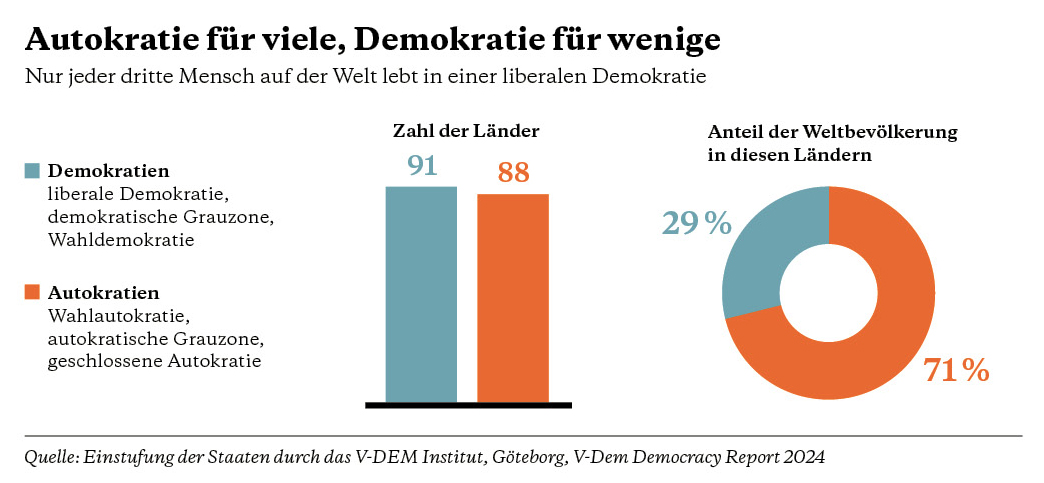 Autokratie für viele, Demokratie für wenige
Nur jeder dritte Mensch auf der Welt lebt in einer liberalen Demokratie
Demokratien
liberale Demokratie,
demokratische Grauzone,
Wahldemokratie
Autokratien
Wahlautokratie,
autokratische Grauzone,
geschlossene Autokratie
Zahl der Länder
91
88
Anteil der Weltbevölkerung
in diesen Ländern
29 %
71 %
Quelle: Einstufung der Staaten durch das V-DEM Institut, Göteborg, V-Dem Democracy Report 2024